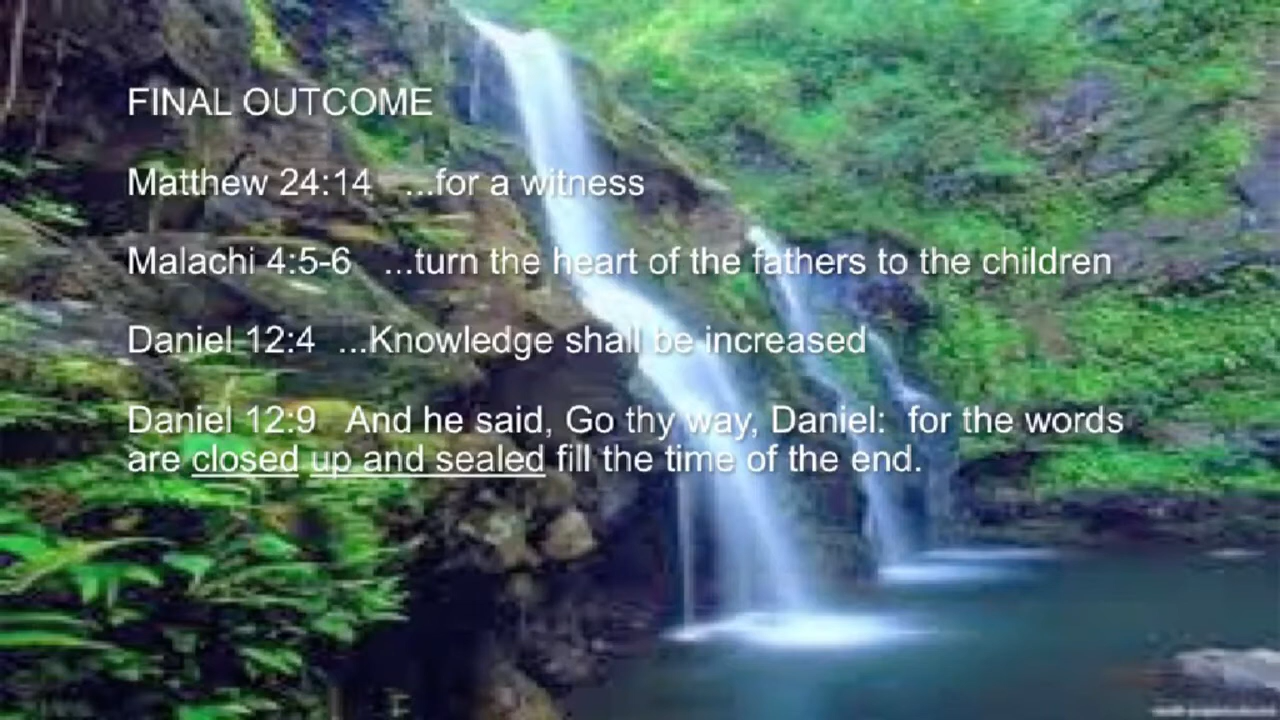 FINAL OUTCOME
Matthew 24:14 ...for a witness
Malachi 4:5-6 ...turn the heart of the fathers to the children
Daniel 12:4 ...Knowledge shall be increased
Daniel 12:9 And he said, Go thy way, Daniel: for the words
are closed up and sealed fill the time of the end.